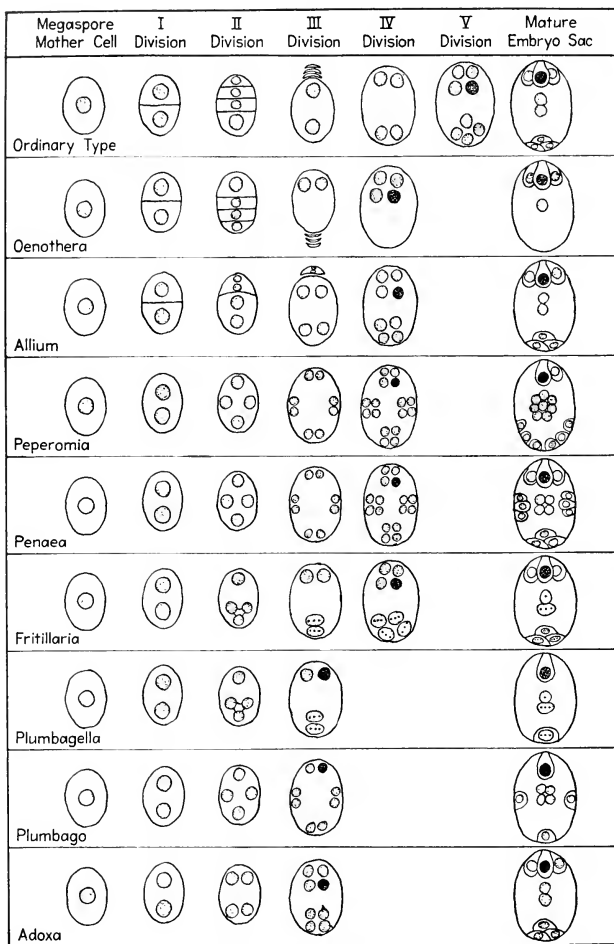 Megaspore Mother Cell
I Division
II Division
III Division
IV Division
V Division
Mature Embryo Sac
Ordinary Type
Oenothera
Allium
Peperomia
Penaea
Fritillaria
Plumbagella
Plumbago
Adoxa